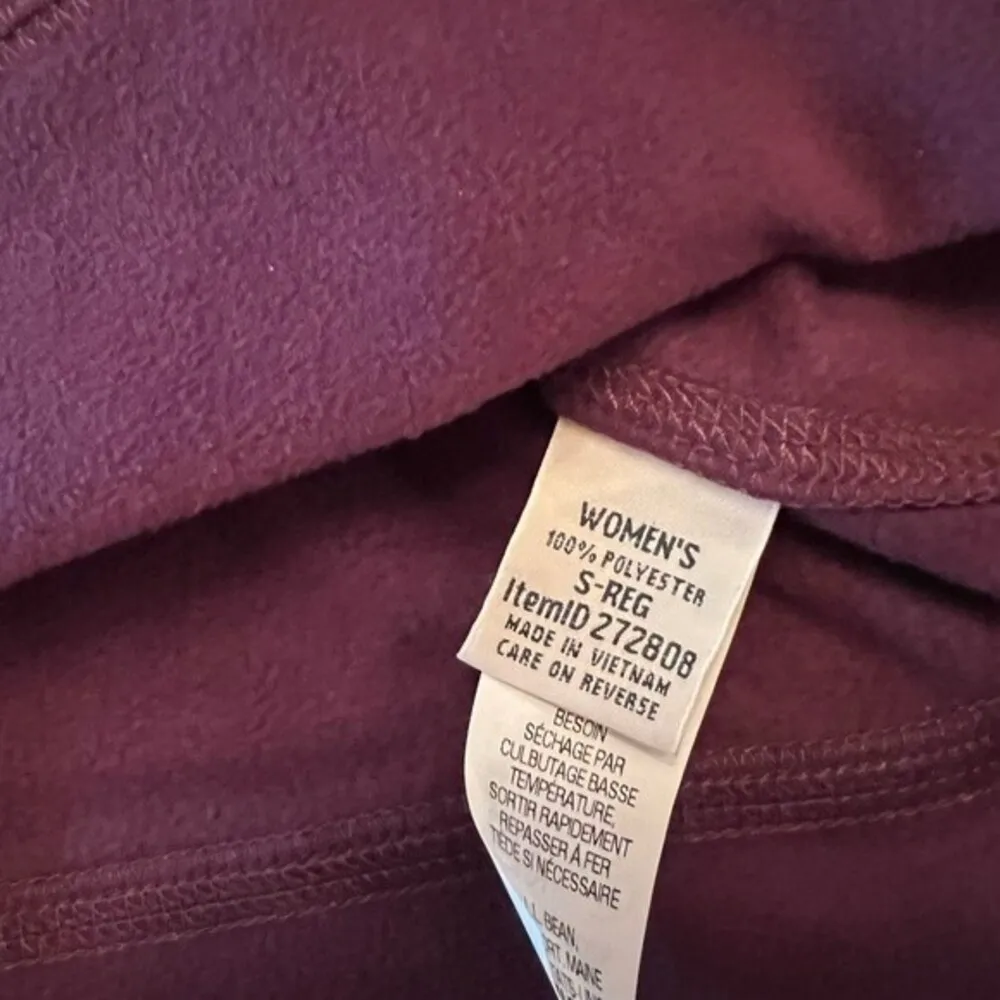 WOMEN'S
100% POLYESTER
S-REG
ItemID 272808
MADE IN VIETNAM
CARE ON REVERSE
BESOIN
SÉCHAGE PAR
CULBUTAGE BASSE
TEMPÉRATURE,
SORTIR RAPIDEMENT
REPASSER À FER
TIÈDE SI NÉCESSAIRE
L. BEAN,
MAINE